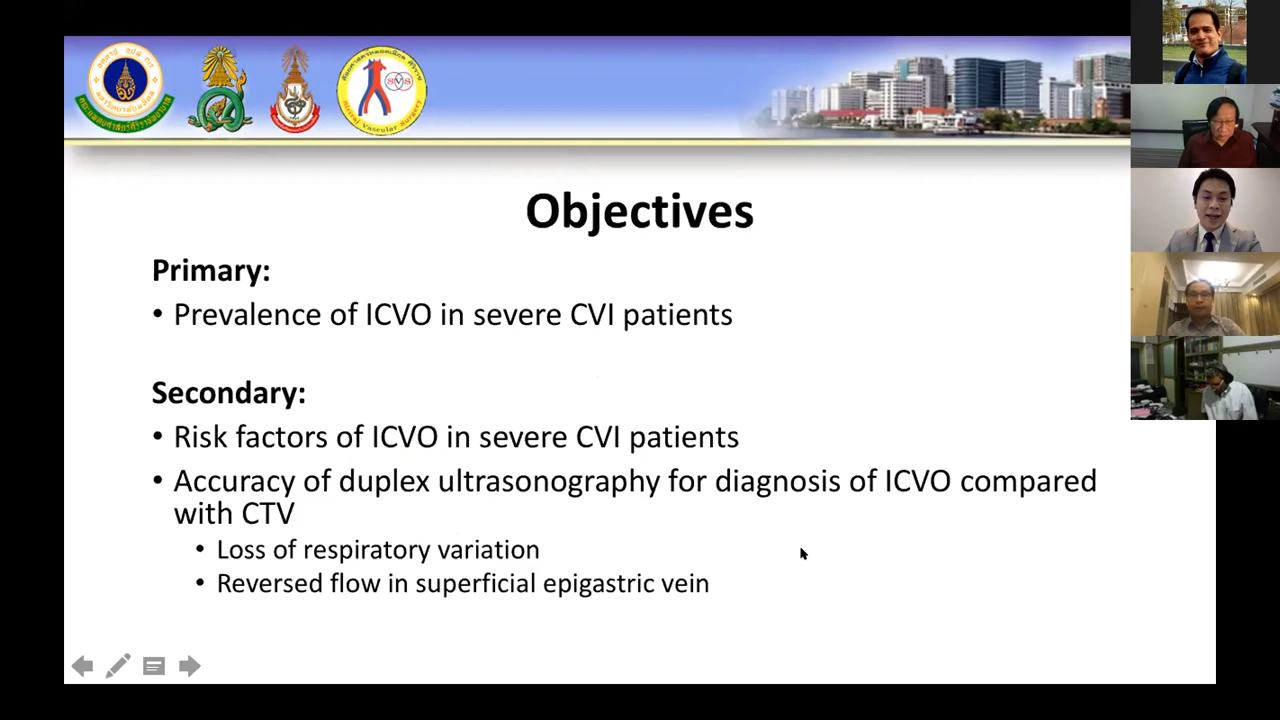 SVS
Objectives
Primary:
• Prevalence of ICVO in severe CVI patients
Secondary:
• Risk factors of ICVO in severe CVI patients
• Accuracy of duplex ultrasonography for diagnosis of ICVO compared
with CTV
• Loss of respiratory variation
• Reversed flow in superficial epigastric vein